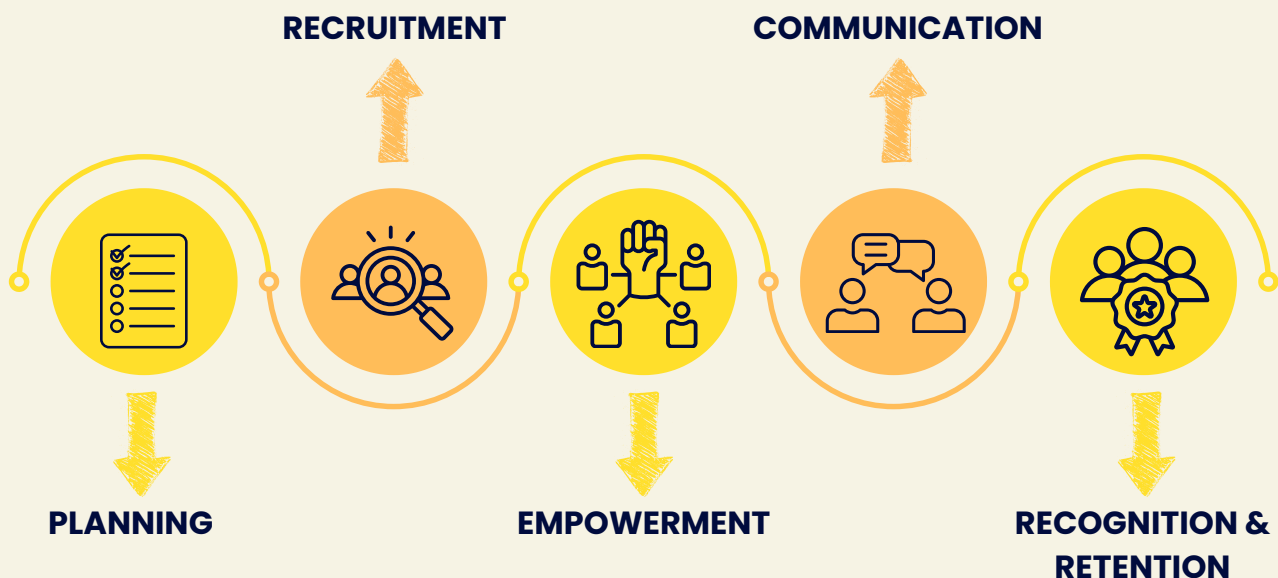 RECRUITMENT
COMMUNICATION
PLANNING
EMPOWERMENT
RECOGNITION &
RETENTION